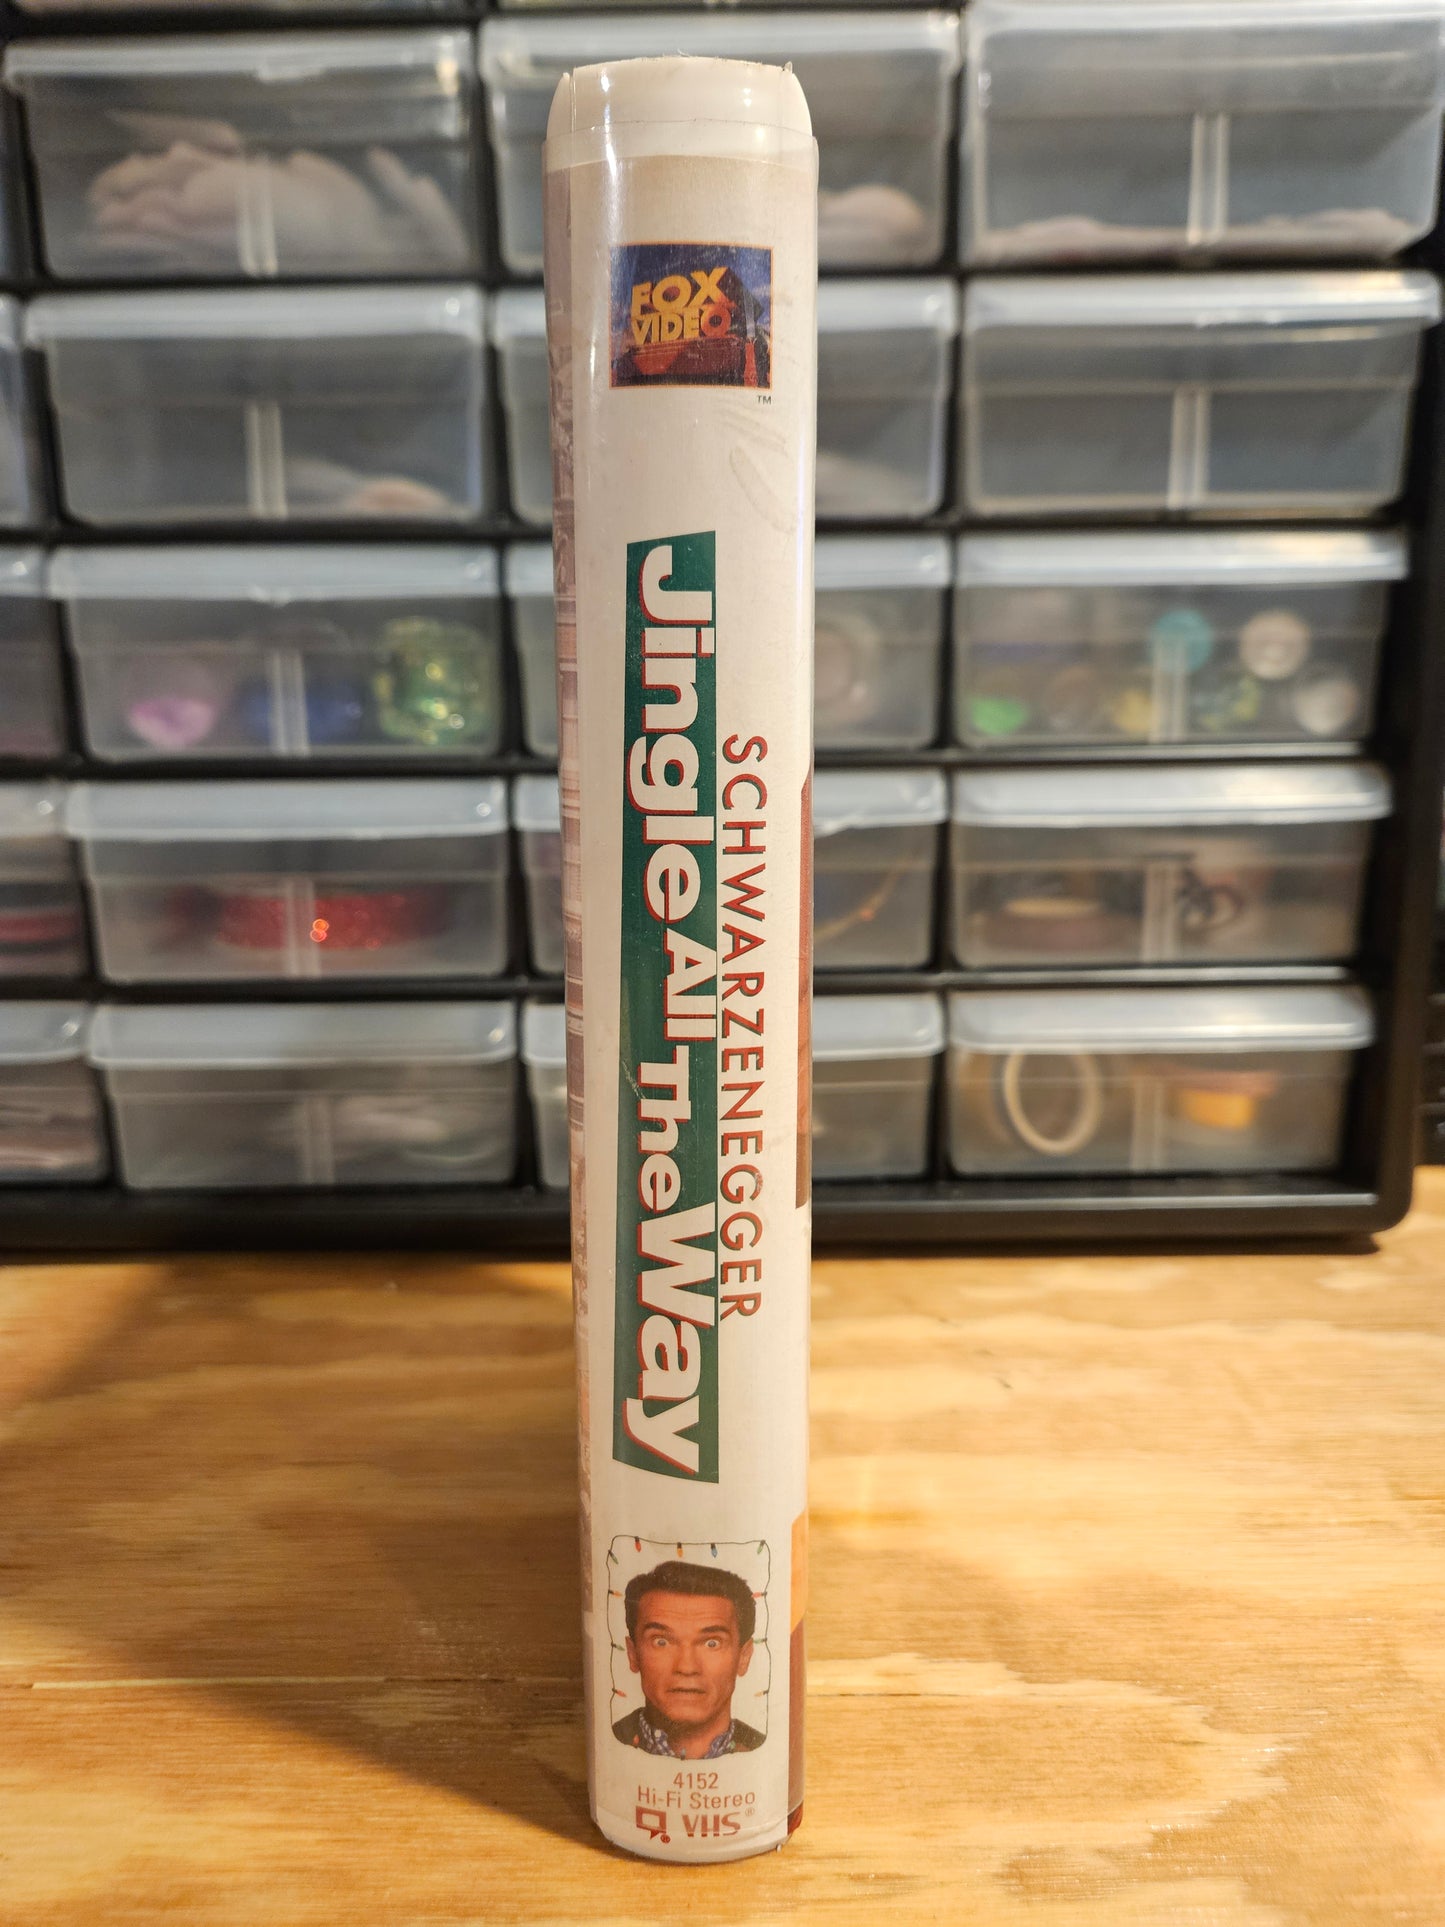 FOX
VIDEO
TM
SCHWARZENEGGER
Jingle All The Way
4152
Hi-Fi Stereo
VHS®